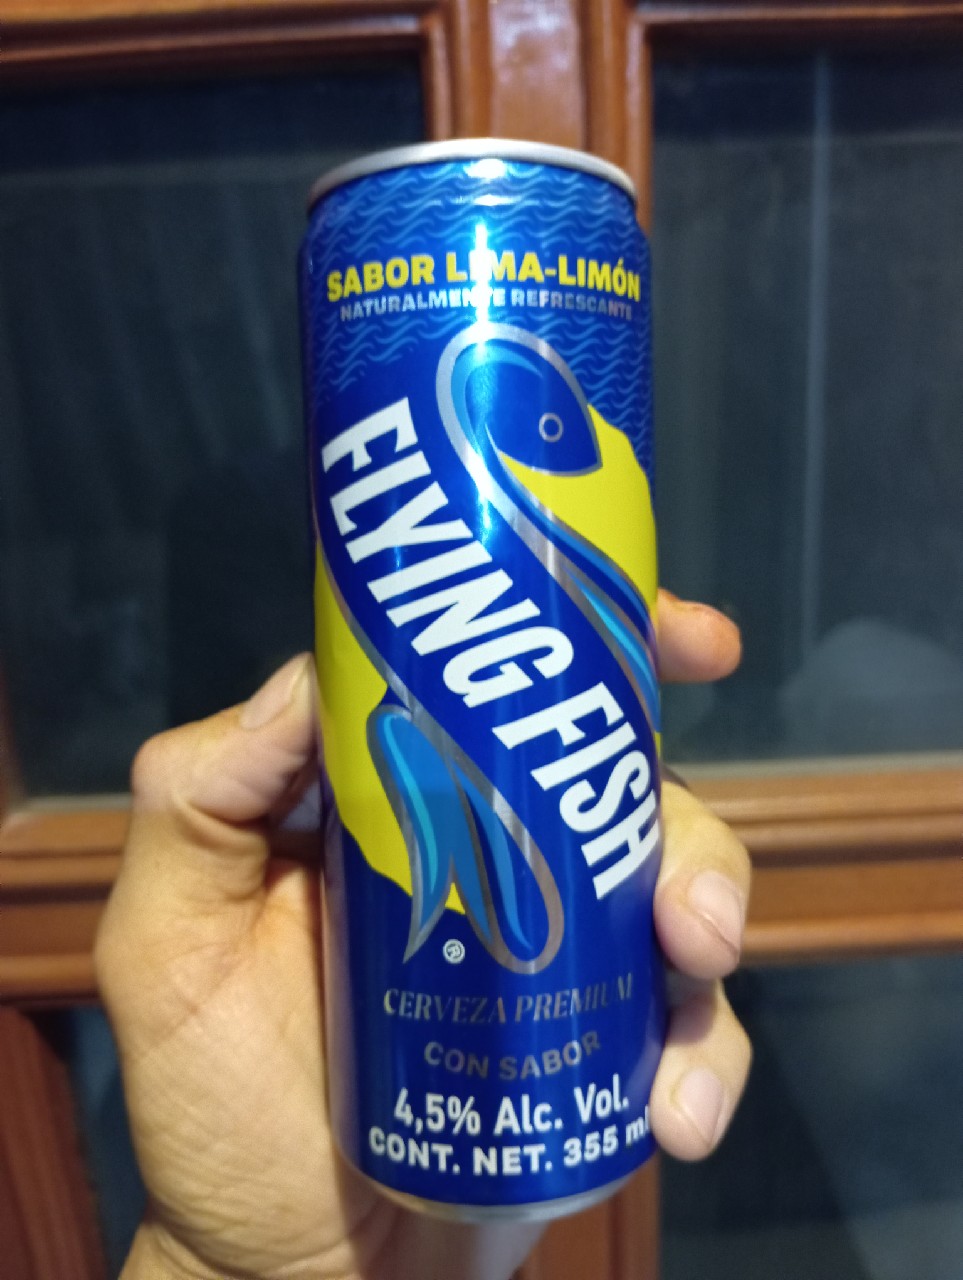 SABOR LIMA-LIMÓN
NATURALMENTE REFRESCANTE
FLYING FISH
®
CERVEZA PREMIUM
CON SABOR
4,5% Alc. Vol.
CONT. NET. 355 ml